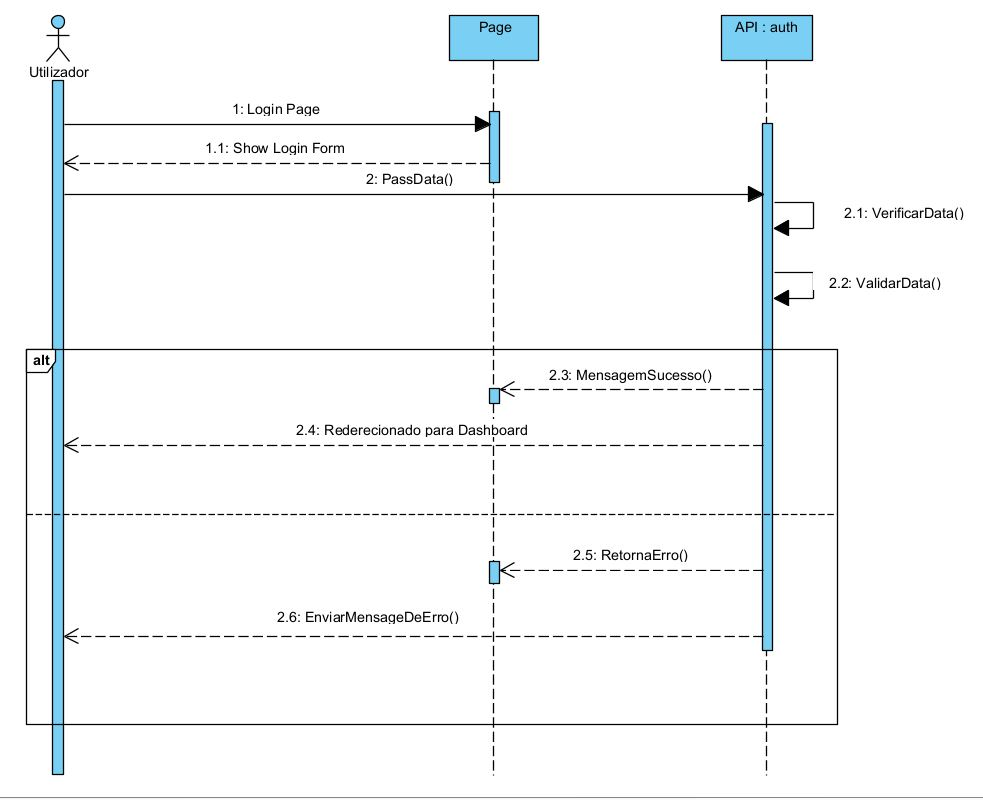 Utilizador
Page
API : auth
1: Login Page
1.1: Show Login Form
2: PassData()
2.1: VerificarData()
2.2: ValidarData()
alt
2.3: MensagemSucesso()
2.4: Rederecionado para Dashboard
2.5: RetornaErro()
2.6: EnviarMensageDeErro()